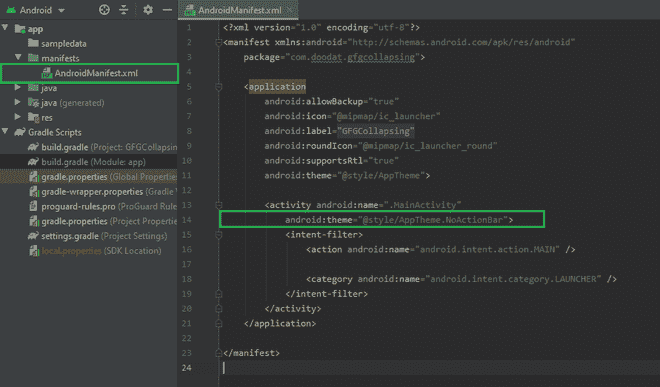 Android
AndroidManifest.xml
app
sampledata
manifests
AndroidManifest.xml
java
java (generated)
res
Gradle Scripts
build.gradle (Project: GFGCollapsin
build.gradle (Module: app)
gradle.properties (Global Properties
gradle-wrapper.properties (Gradle V
proguard-rules.pro (ProGuard Rule
gradle.properties (Project Propertie
settings.gradle (Project Settings)
local.properties (SDK Location)
1 <?xml version="1.0" encoding="utf-8"?>
2 <manifest xmlns:android="http://schemas.android.com/apk/res/android"
3 package="com.doodat.gfgcollapsing">
4
5 <application
6 android:allowBackup="true"
7 android:icon="@mipmap/ic_launcher"
8 android:label="GFGCollapsing"
9 android:roundIcon="@mipmap/ic_launcher_round"
10 android:supportsRtl="true"
11 android:theme="@style/AppTheme">
12
13 <activity android:name=".MainActivity"
14 android:theme="@style/AppTheme.NoActionBar">
15 <intent-filter>
16 <action android:name="android.intent.action.MAIN" />
17
18 <category android:name="android.intent.category.LAUNCHER" />
19 </intent-filter>
20 </activity>
21 </application>
22
23 </manifest>
24